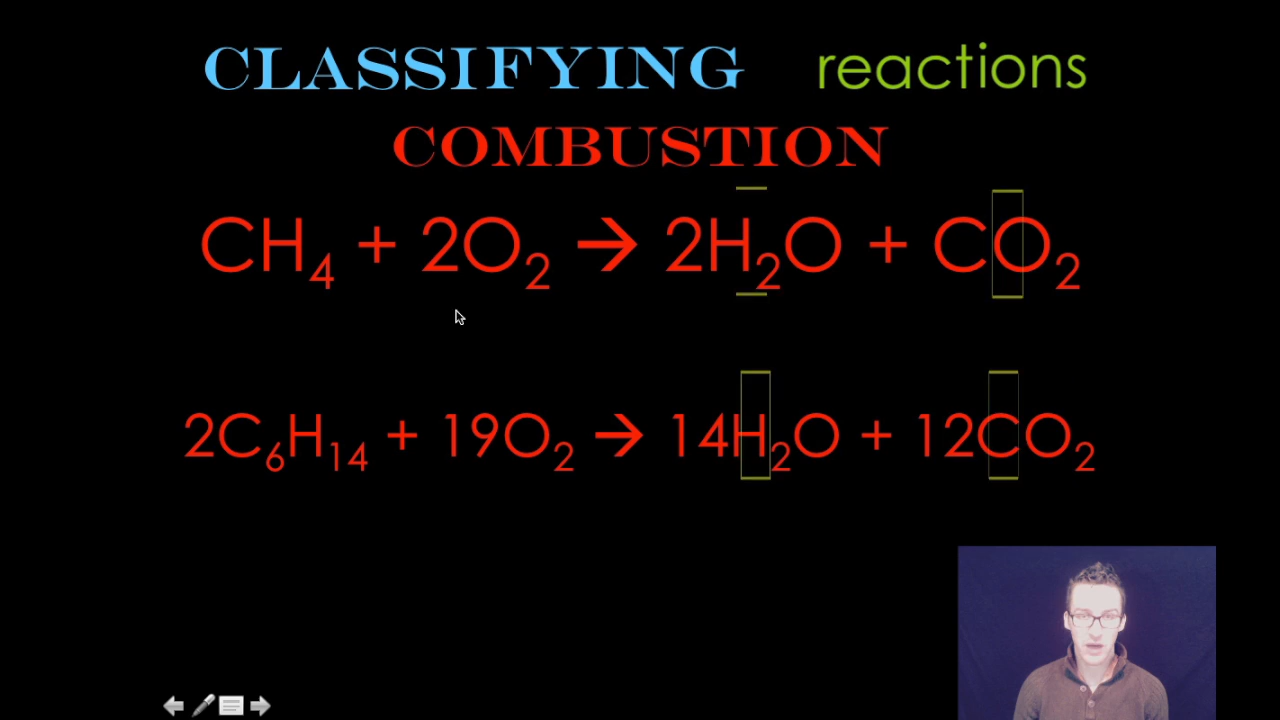 CLASSIFYING reactions
COMBUSTION
CH₄ + 2O₂ → 2H₂O + CO₂
2C₆H₁₄ + 19O₂ → 14H₂O + 12CO₂